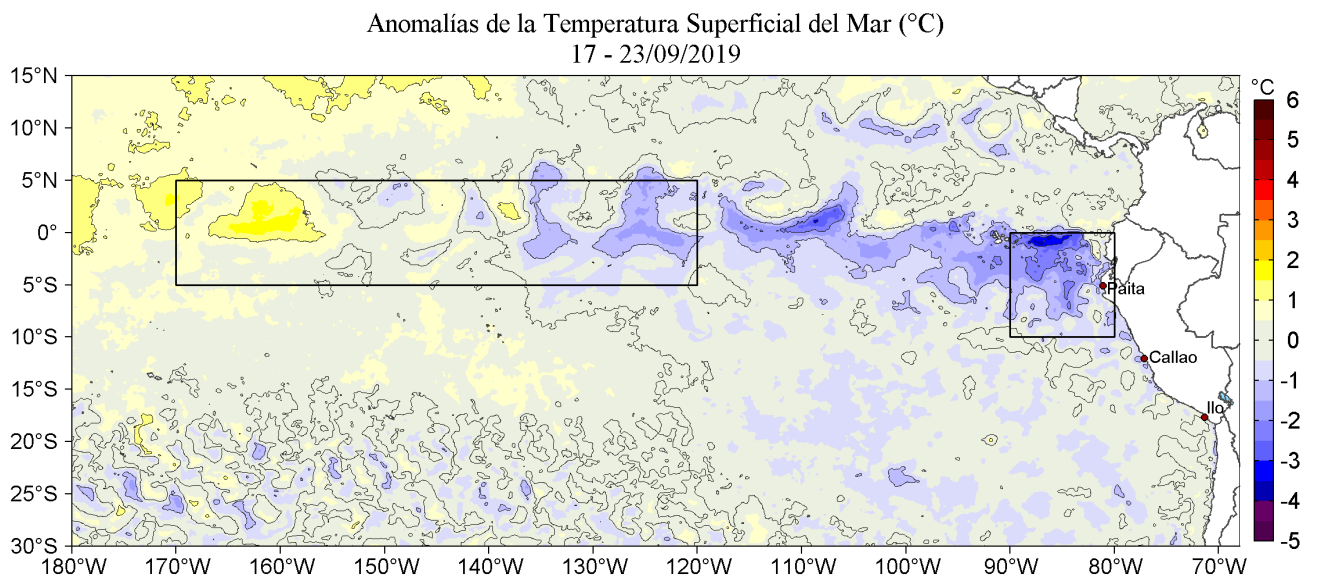 Anomalías de la Temperatura Superficial del Mar (°C)
17 - 23/09/2019
15°N
10°N
5°N
0°
5°S
10°S
15°S
20°S
25°S
30°S
180°W
170°W
160°W
150°W
140°W
130°W
120°W
110°W
100°W
90°W
80°W
70°W
Paita
Callao
Ilo
°C
6
5
4
3
2
1
0
-1
-2
-3
-4
-5